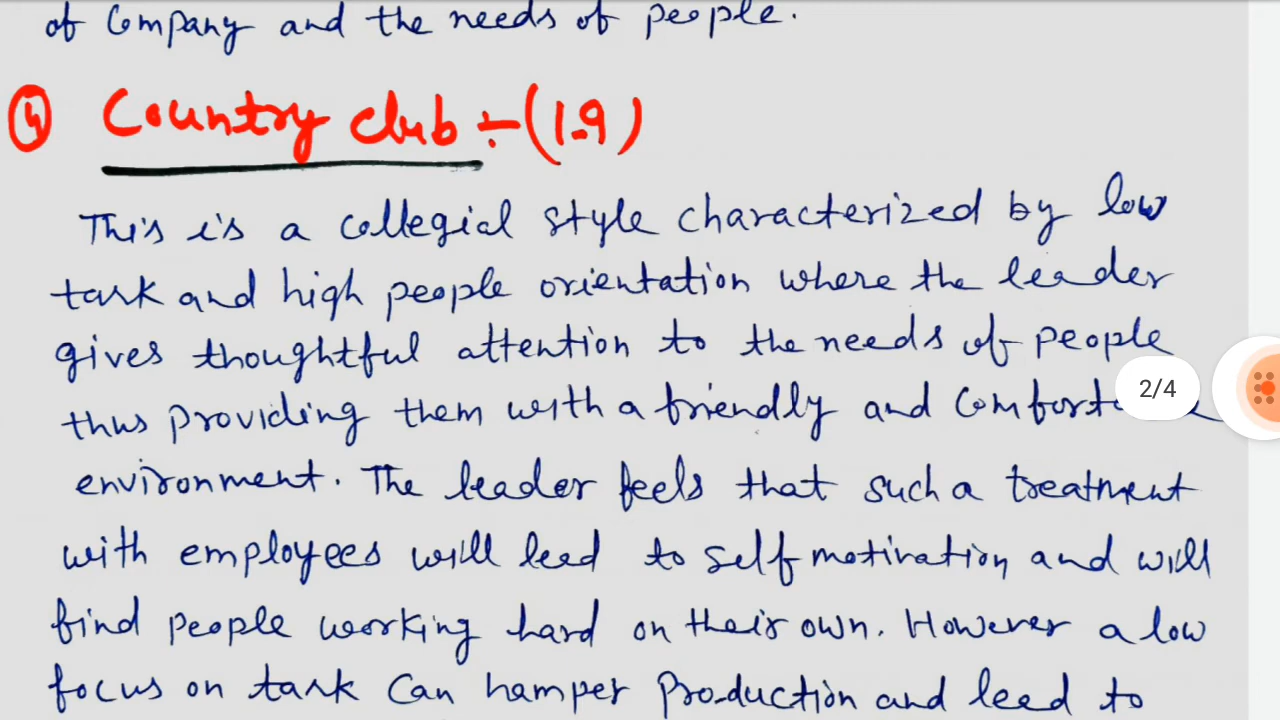 of Company and the needs of people.
④ Country club ÷ (1.9)
This is a collegial style characterized by low
task and high people orientation where the leader
gives thoughtful attention to the needs of people
thus providing them with a friendly and
environment. The leader feels that such a treatment
with employees will lead to self motivation and will
find people working hard on their own. However a low
focus on task can hamper production and lead to
2/4